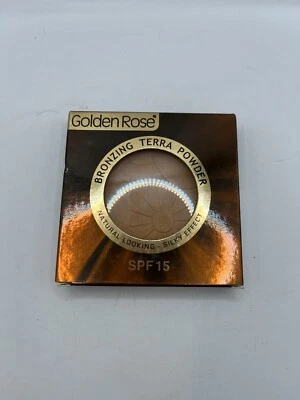 Golden Rose®
BRONZING TERRA POWDER
NATURAL LOOKING - SILKY EFFECT
SPF 15